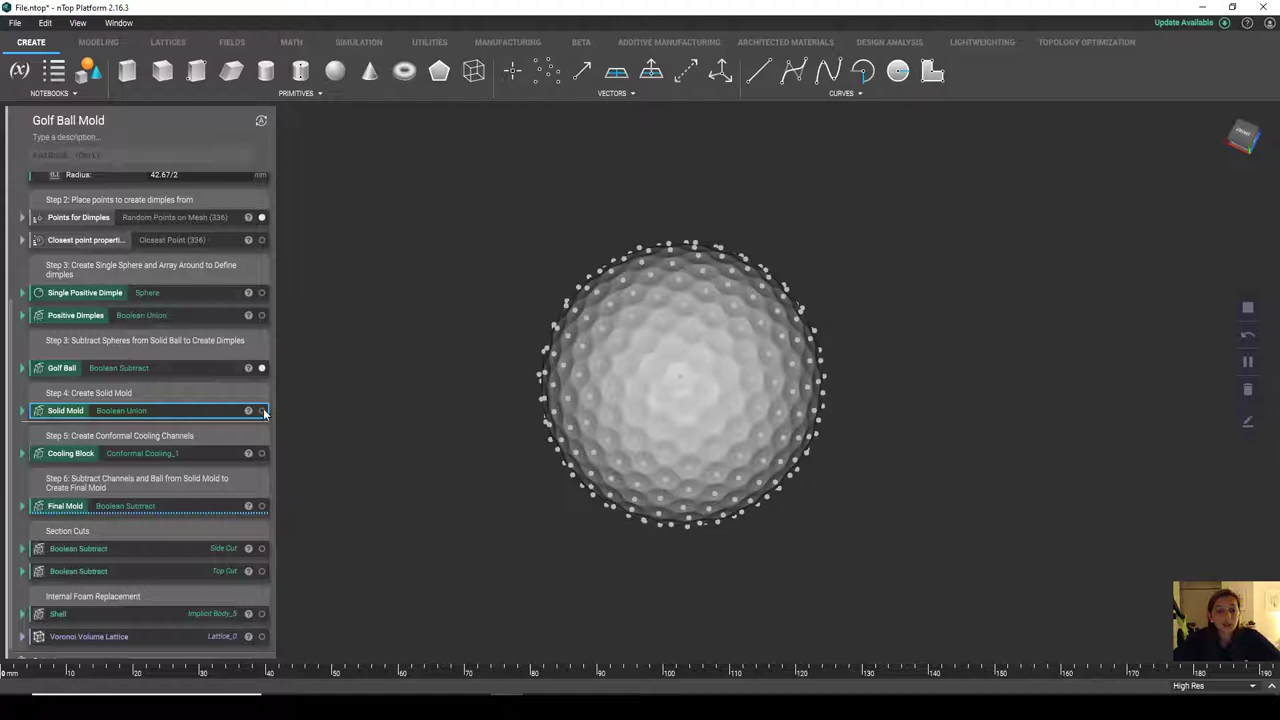 File.ntop* - nTop Platform 2.16.3
File Edit View Window
Update Available
CREATE MODELING LATTICES FIELDS MATH SIMULATION UTILITIES MANUFACTURING BETA ADDITIVE MANUFACTURING ARCHITECTED MATERIALS DESIGN ANALYSIS LIGHTWEIGHTING TOPOLOGY OPTIMIZATION
(x)
NOTEBOOKS PRIMITIVES VECTORS CURVES
Golf Ball Mold
Type a description...
Add Block... (Ctrl L)
Radius: 42.67/2 mm
Step 2: Place points to create dimples from
Points for Dimples Random Points on Mesh (336)
Closest point properti... Closest Point (336)
Step 3: Create Single Sphere and Array Around to Define
dimples
Single Positive Dimple Sphere
Positive Dimples Boolean Union
Step 3: Subtract Spheres from Solid Ball to Create Dimples
Golf Ball Boolean Subtract
Step 4: Create Solid Mold
Solid Mold Boolean Union
Step 5: Create Conformal Cooling Channels
Cooling Block Conformal Cooling_1
Step 6: Subtract Channels and Ball from Solid Mold to
Create Final Mold
Final Mold Boolean Subtract
Section Cuts
Boolean Subtract Side Cut
Boolean Subtract Top Cut
Internal Foam Replacement
Shell Implicit Body_5
Voronoi Volume Lattice Lattice_0
FRONT
0 mm 10 20 30 40 50 60 70 80 90 100 110 120 130 140 150 160 170 180 190
High Res